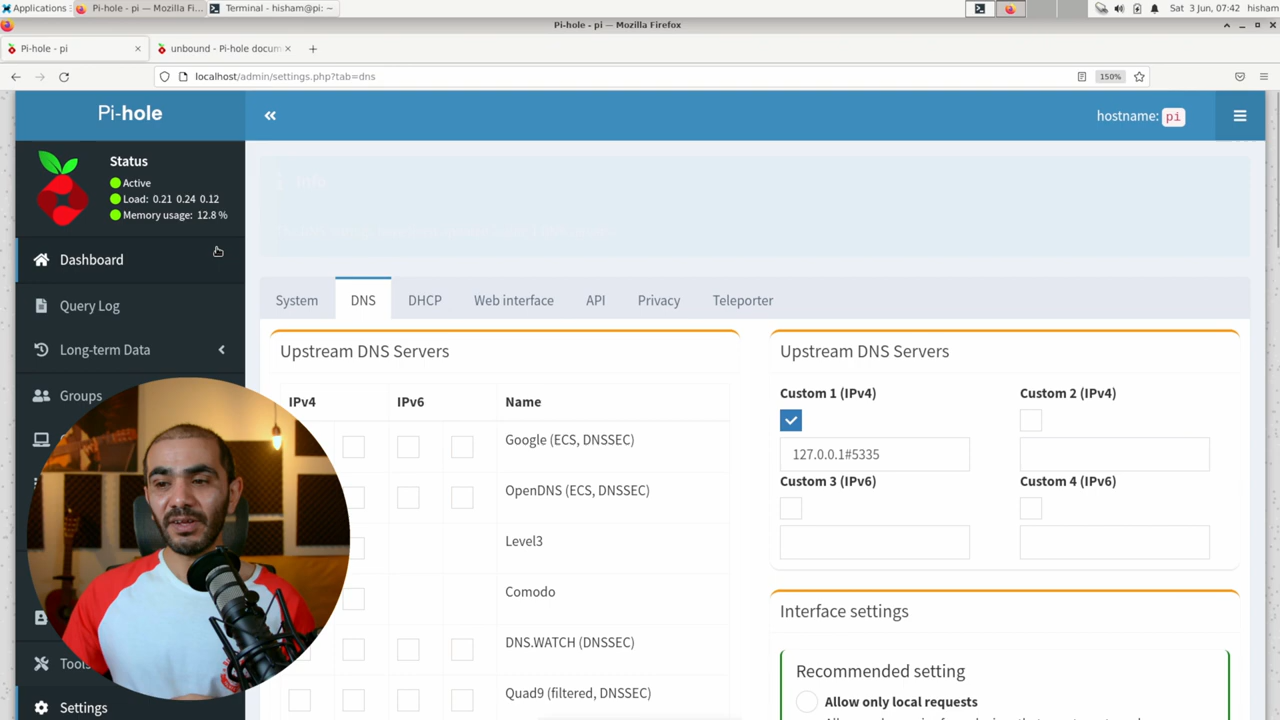 Applications
Pi-hole - pi — Mozilla Fi...
Terminal - hisham@pi: ~
Sat 3 Jun, 07:42 hisham
Pi-hole - pi — Mozilla Firefox
Pi-hole - pi
unbound - Pi-hole docum
localhost/admin/settings.php?tab=dns
150%
Pi-hole
hostname: pi
Status
Active
Load: 0.21 0.24 0.12
Memory usage: 12.8 %
Dashboard
Query Log
Long-term Data
Groups
Tools
Settings
Info
System
DNS
DHCP
Web interface
API
Privacy
Teleporter
Upstream DNS Servers
IPv4
IPv6
Name
Google (ECS, DNSSEC)
OpenDNS (ECS, DNSSEC)
Level3
Comodo
DNS.WATCH (DNSSEC)
Quad9 (filtered, DNSSEC)
Upstream DNS Servers
Custom 1 (IPv4)
Custom 2 (IPv4)
127.0.0.1#5335
Custom 3 (IPv6)
Custom 4 (IPv6)
Interface settings
Recommended setting
Allow only local requests